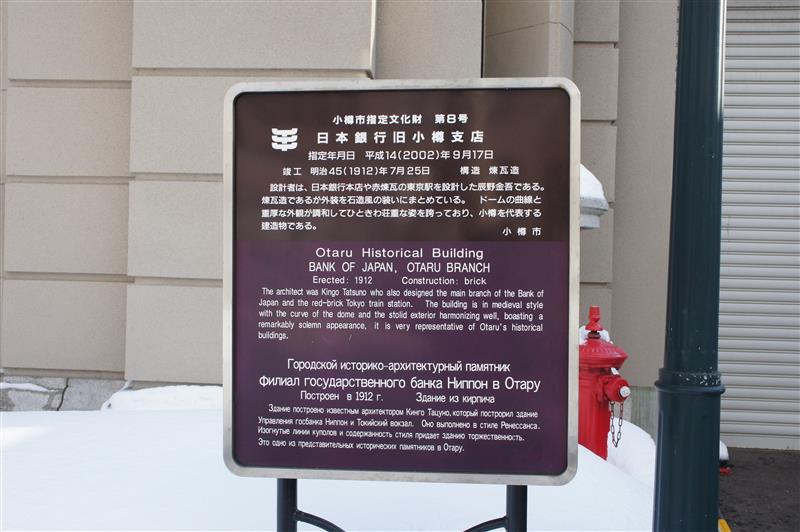 小樽市指定文化財 第8号
日本銀行旧小樽支店
指定年月日 平成14(2002)年9月17日
竣工 明治45(1912)年7月25日 構造 煉瓦造
設計者は、日本銀行本店や赤煉瓦の東京駅を設計した辰野金吾である。
煉瓦造であるが外装を石造風の装いにまとめている。 ドームの曲線と
重厚な外観が調和してひときわ荘重な姿を誇っており、小樽を代表する
建造物である。
小樽市
Otaru Historical Building
BANK OF JAPAN, OTARU BRANCH
Erected: 1912 Construction: brick
The architect was Kingo Tatsuno who also designed the main branch of the Bank of
Japan and the red-brick Tokyo train station. The building is in medieval style
with the curve of the dome and the stolid exterior harmonizing well, boasting a
remarkably solemn appearance, it is very representative of Otaru's historical
buildings.
Городской историко-архитектурный памятник
Филиал государственного банка Ниппон в Отару
Построен в 1912 г. Здание из кирпича
Здание построено известным архитектором Кинго Тацуно, который построрил здание
Управления госбанка Ниппон и Токийский вокзал. Оно выполнено в стиле Ренессанса.
Изогнутые линии куполов и содержанность стиля придает зданию торжественность.
Это одно из представительных исторических памятников в Отару.